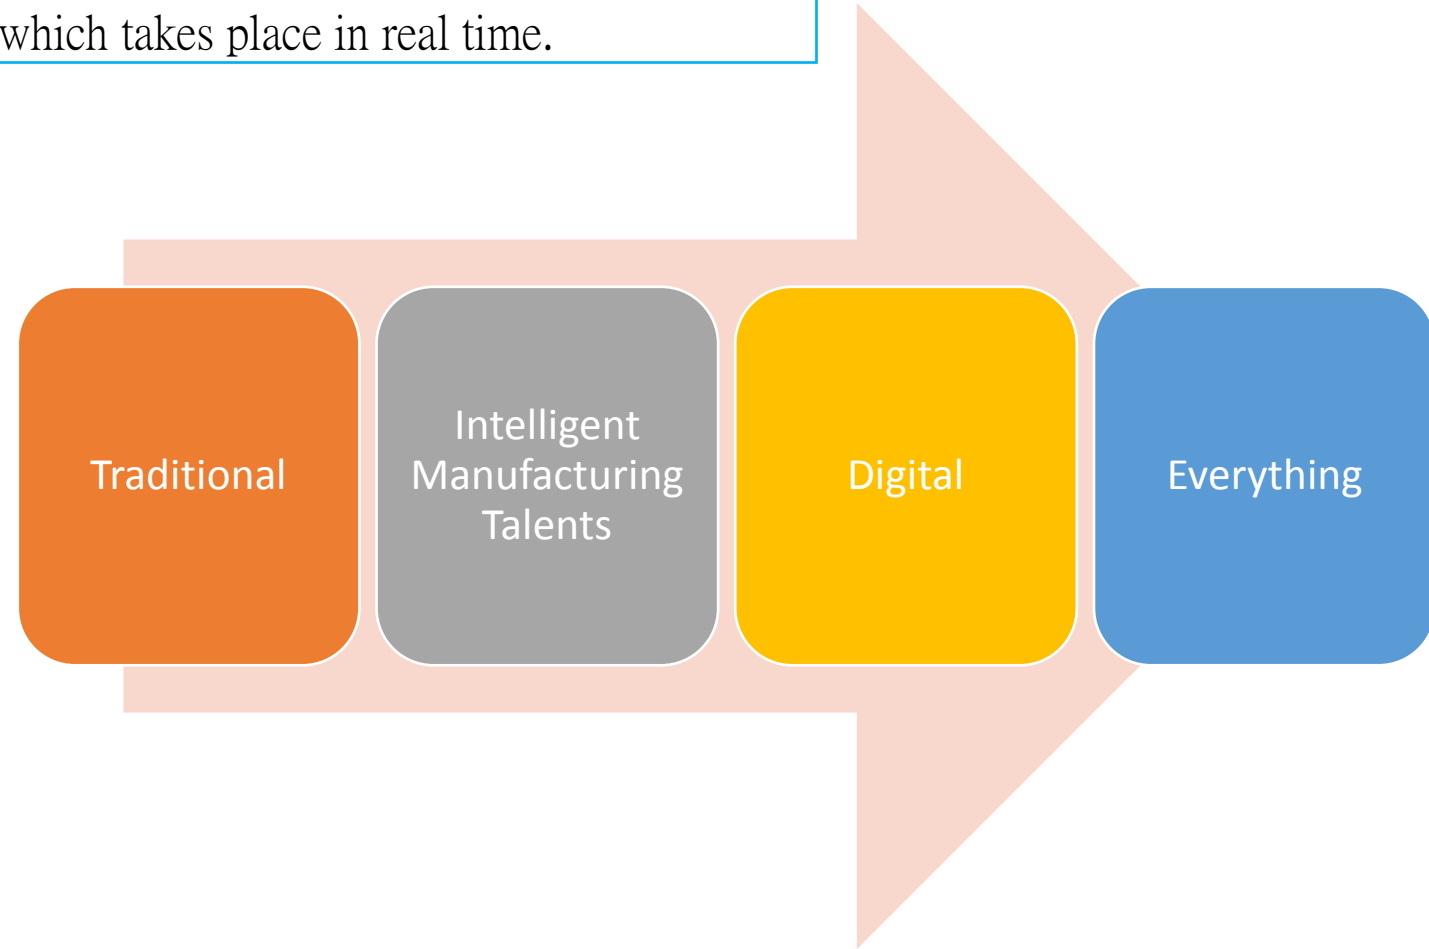 which takes place in real time.
Traditional
Intelligent
Manufacturing
Talents
Digital
Everything